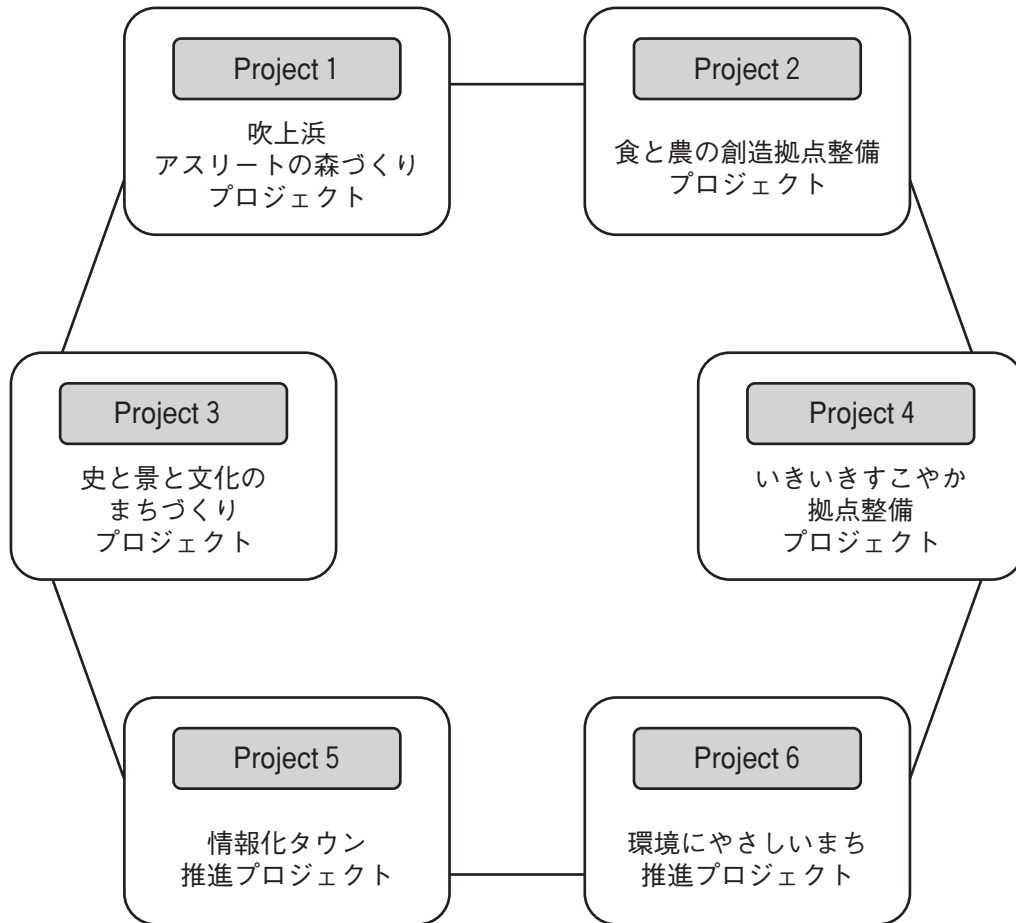 Project 1
吹上浜
アスリートの森づくり
プロジェクト
Project 2
食と農の創造拠点整備
プロジェクト
Project 3
史と景と文化の
まちづくり
プロジェクト
Project 4
いきいきすこやか
拠点整備
プロジェクト
Project 5
情報化タウン
推進プロジェクト
Project 6
環境にやさしいまち
推進プロジェクト